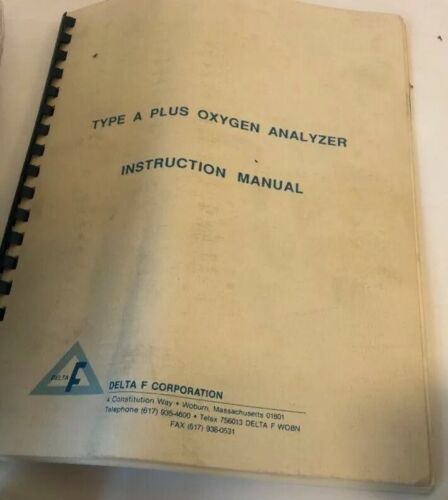 TYPE A PLUS OXYGEN ANALYZER
INSTRUCTION MANUAL
DELTA F
DELTA F CORPORATION
4 Constitution Way • Woburn, Massachusetts 01801
Telephone (617) 935-4600 • Telex 756013 DELTA F WOBN
FAX (617) 938-0531